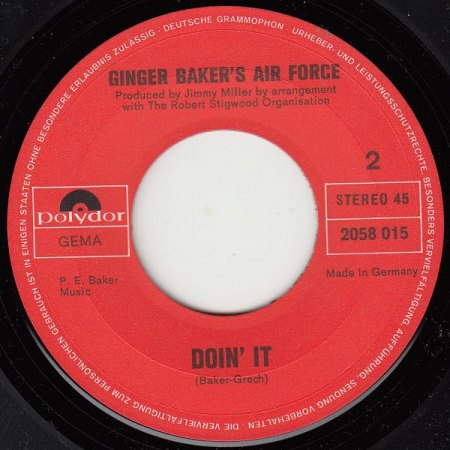 GINGER BAKER'S AIR FORCE
Produced by Jimmy Miller by arrangement
with The Robert Stigwood Organisation
2
polydor
GEMA
STEREO 45
2058 015
P. E. Baker
Music
Made in Germany
DOIN' IT
(Baker-Grech)
DEUTSCHE GRAMMOPHON - URHEBER- UND LEISTUNGSSCHUTZRECHTE, BESONDERS VERVIELFÄLTIGUNG, AUFFÜHRUNG, SENDUNG VORBEHALTEN · DIE VERVIELFÄLTIGUNG ZUM PERSÖNLICHEN GEBRAUCH IST IN EINIGEN STAATEN OHNE BESONDERE ERLAUBNIS ZULÄSSIG ·